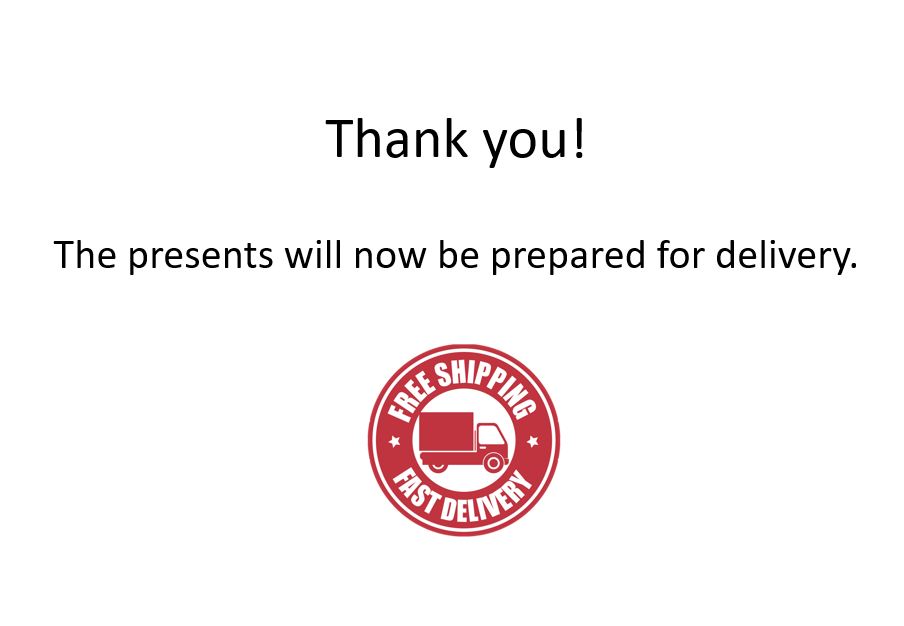 Thank you!
The presents will now be prepared for delivery.
FREE SHIPPING
FAST DELIVERY